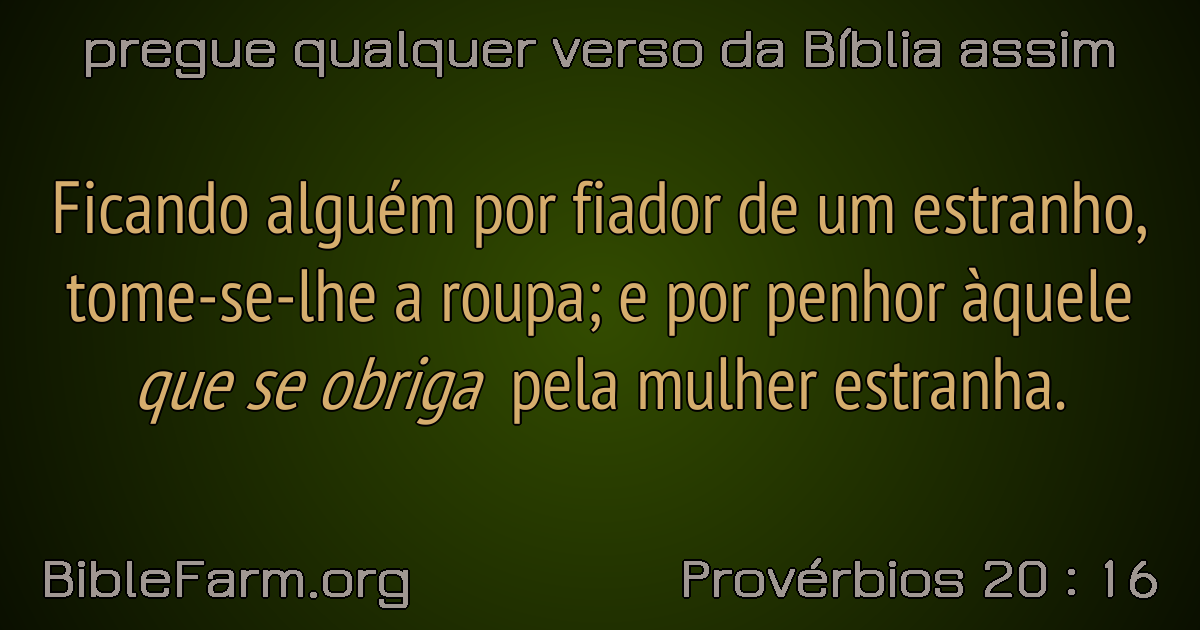 pregue qualquer verso da Bíblia assim
Ficando alguém por fiador de um estranho,
tome-se-lhe a roupa; e por penhor àquele
que se obriga pela mulher estranha.
BibleFarm.org
Provérbios 20 : 16